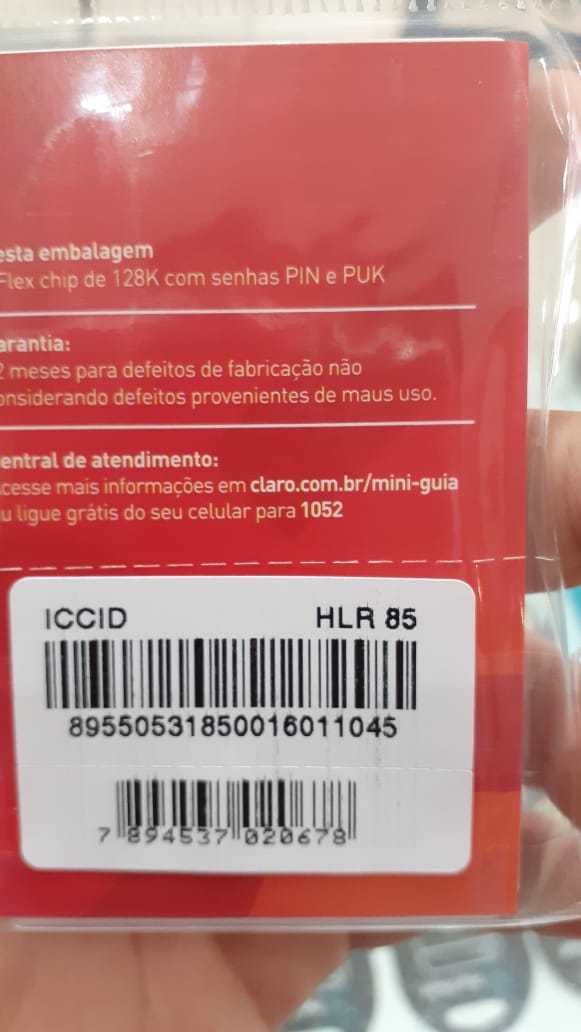 esta embalagem
Flex chip de 128K com senhas PIN e PUK
arantia:
2 meses para defeitos de fabricação não
onsiderando defeitos provenientes de maus uso.
entral de atendimento:
cesse mais informações em claro.com.br/mini-guia
u ligue grátis do seu celular para 1052
ICCID HLR 85
89550531850016011045
7 894537 020678